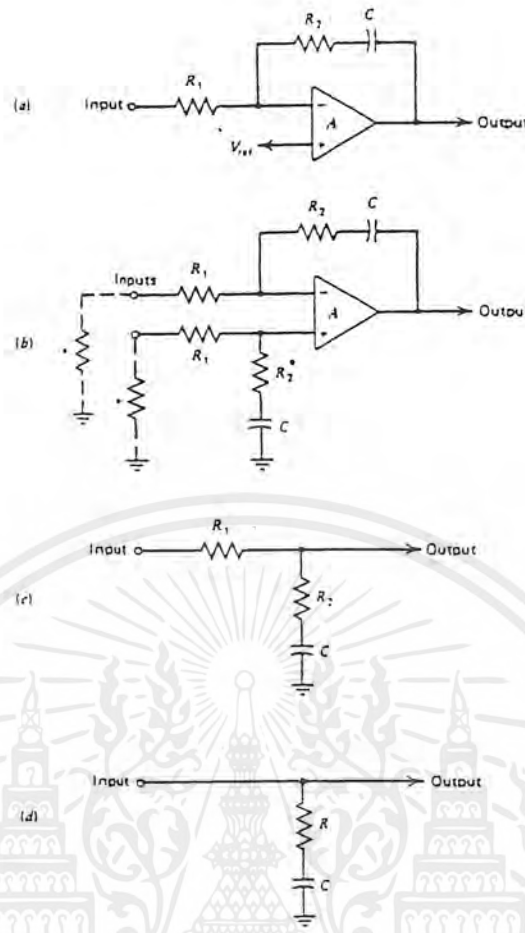 R₂ C
R₁
(a) Input − A Output
V_ref +
R₂ C
Inputs R₁
− A Output
(b) R₁ +
* * R₂*
C
R₁
Input Output
(c) R₂
C
Input Output
(d) R
C